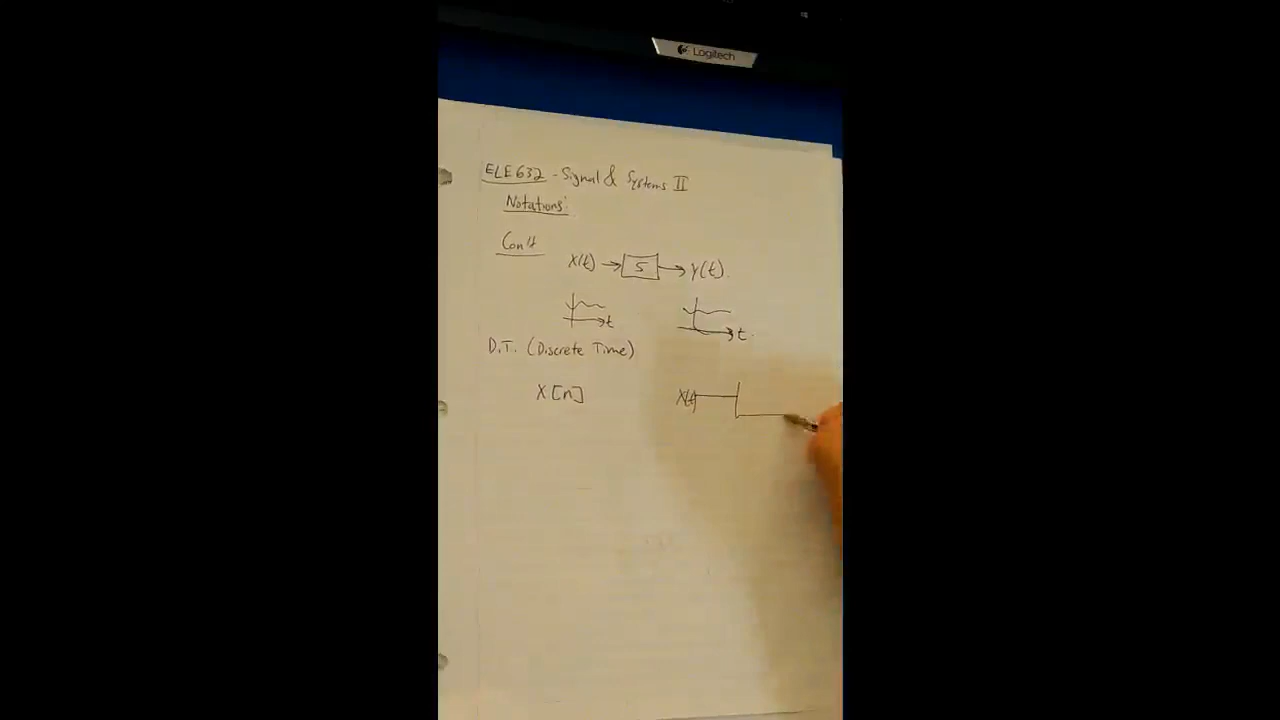 Logitech
ELE632 - Signal & Systems II
Notations:
Con't
X(t) → S → Y(t).
t t.
D.T. (Discrete Time)
X[n] X(t)